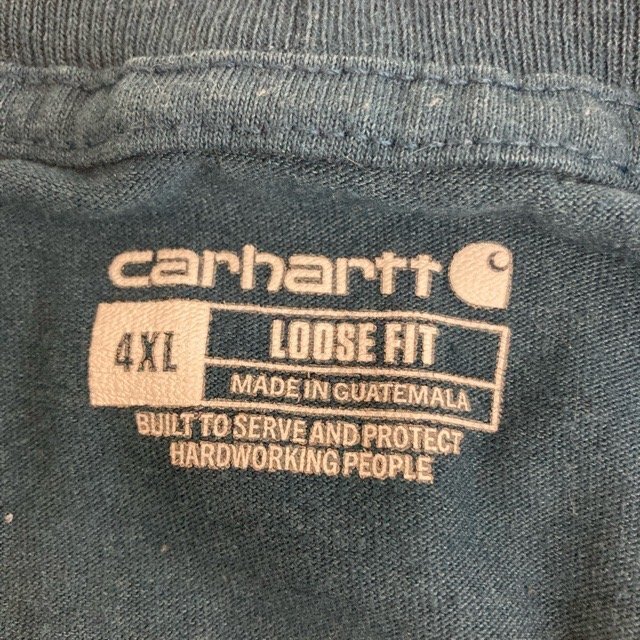 carhartt
4XL
LOOSE FIT
MADE IN GUATEMALA
BUILT TO SERVE AND PROTECT
HARDWORKING PEOPLE